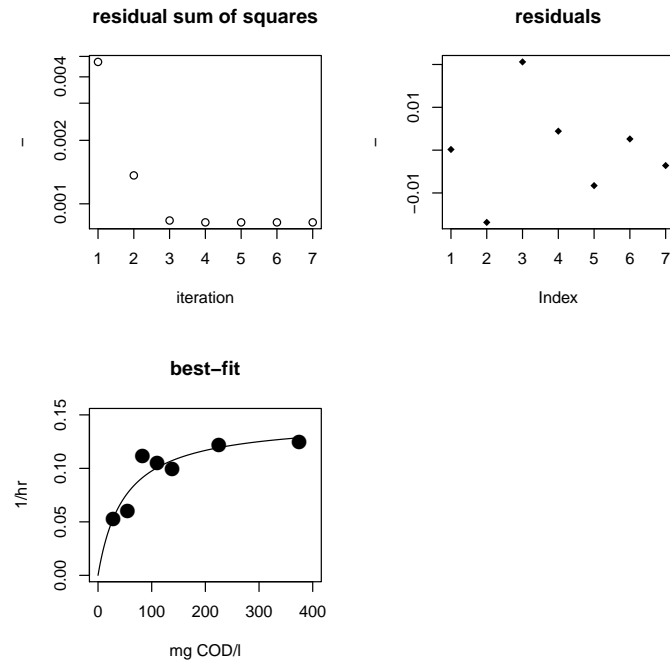 residual sum of squares
0.004
0.002
0.001
–
1 2 3 4 5 6 7
iteration
residuals
0.01
−0.01
–
1 2 3 4 5 6 7
Index
best−fit
0.15
0.10
0.05
0.00
1/hr
0 100 200 300 400
mg COD/l